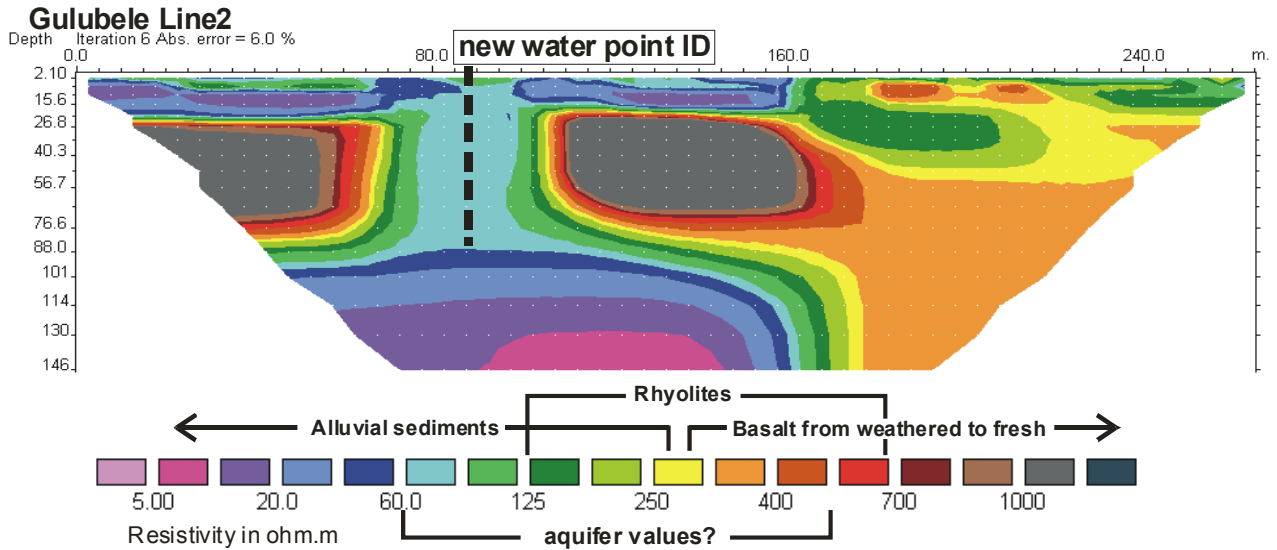 Gulubele Line2
Depth Iteration 6 Abs. error = 6.0 %
new water point ID
0.0 80.0 160.0 240.0 m.
2.10
15.6
26.8
40.3
56.7
76.6
88.0
101
114
130
146
Rhyolites
Alluvial sediments
Basalt from weathered to fresh
5.00 20.0 60.0 125 250 400 700 1000
Resistivity in ohm.m
aquifer values?